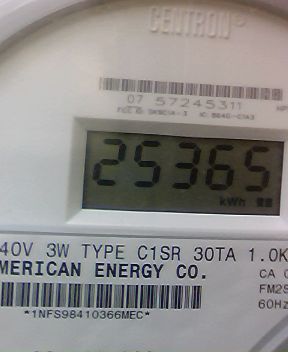 CENTRON®
07 57245311
25365
kWh
40V 3W TYPE C1SR 30TA 1.0K
MERICAN ENERGY CO.
CA
FM2S
60Hz
*1NFS98410366MEC*